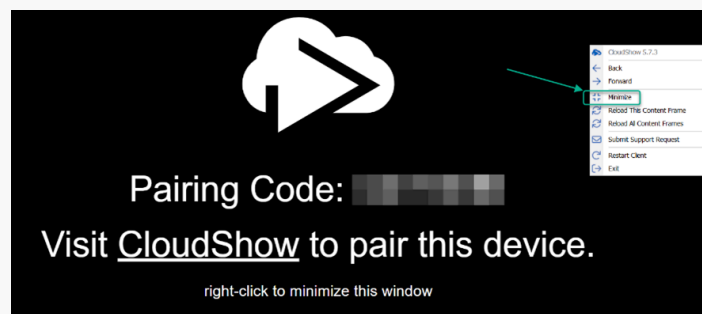 Pairing Code:
Visit CloudShow to pair this device.
right-click to minimize this window
CloudShow 5.7.3
Back
Forward
Minimize
Reload This Content Frame
Reload All Content Frames
Submit Support Request
Restart Client
Exit